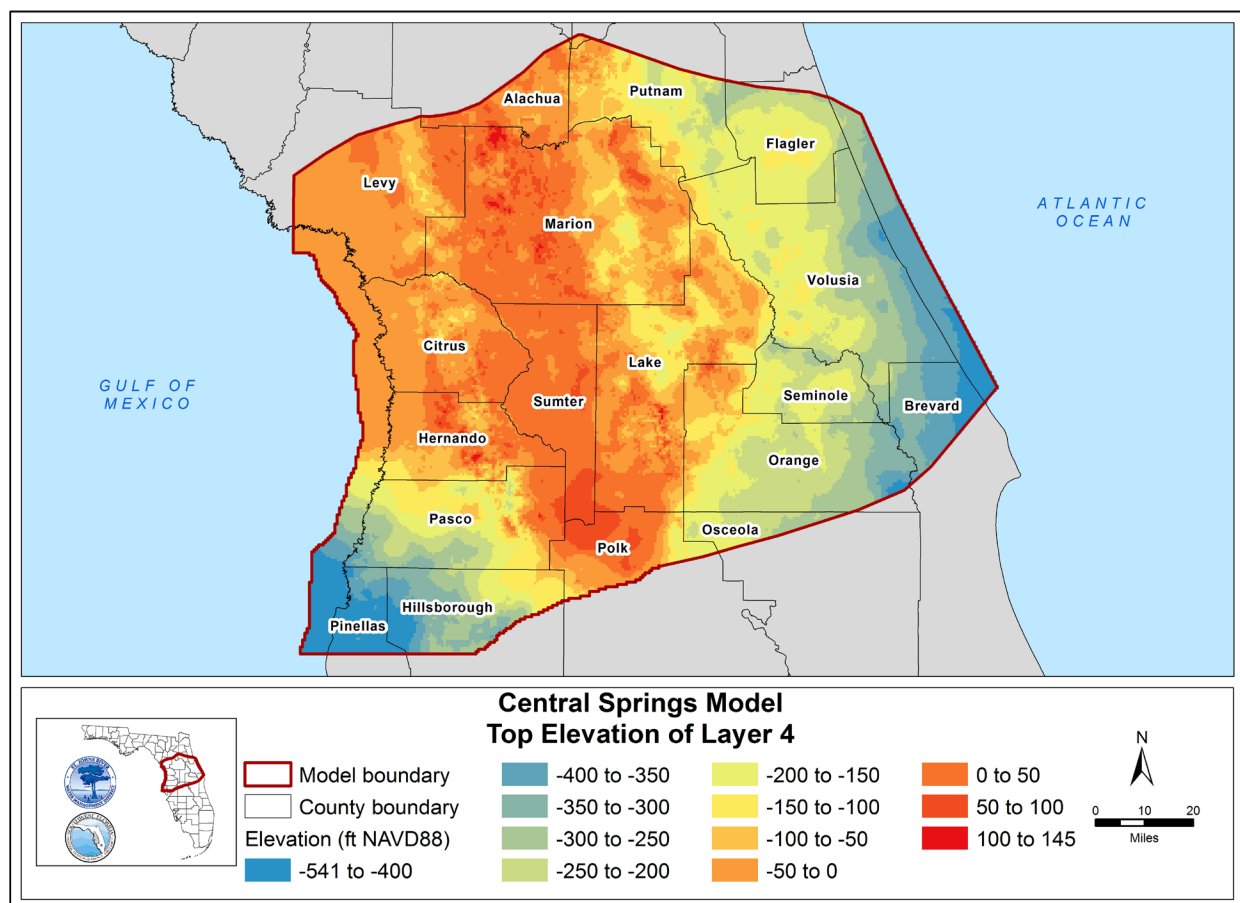 Alachua
Putnam
Flagler
Levy
Marion
ATLANTIC
OCEAN
Volusia
Citrus
Lake
GULF OF
MEXICO
Sumter
Seminole
Brevard
Hernando
Orange
Pasco
Osceola
Polk
Hillsborough
Pinellas
Central Springs Model
Top Elevation of Layer 4
Model boundary
County boundary
Elevation (ft NAVD88)
-541 to -400
-400 to -350
-350 to -300
-300 to -250
-250 to -200
-200 to -150
-150 to -100
-100 to -50
-50 to 0
0 to 50
50 to 100
100 to 145
N
0 10 20
Miles